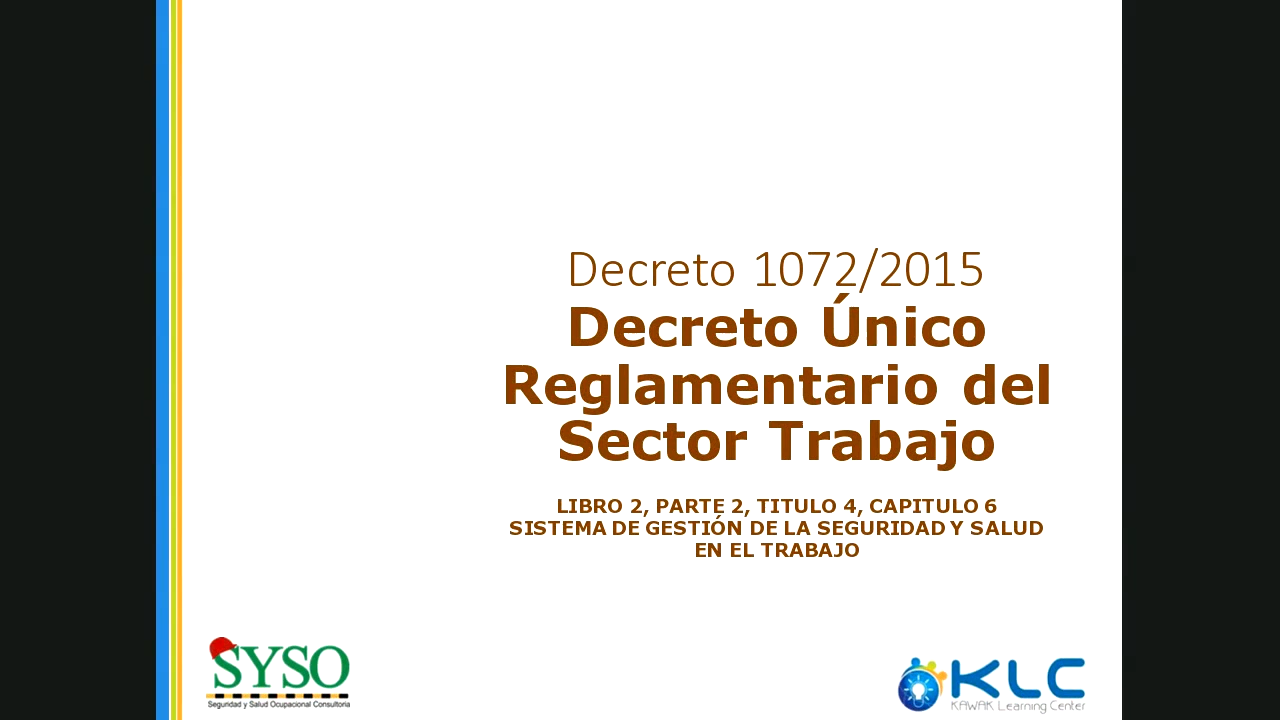 Decreto 1072/2015
Decreto Único
Reglamentario del
Sector Trabajo
LIBRO 2, PARTE 2, TITULO 4, CAPITULO 6
SISTEMA DE GESTIÓN DE LA SEGURIDAD Y SALUD
EN EL TRABAJO
SYSO
Seguridad y Salud Ocupacional Consultoria
KLC
KAWAK Learning Center